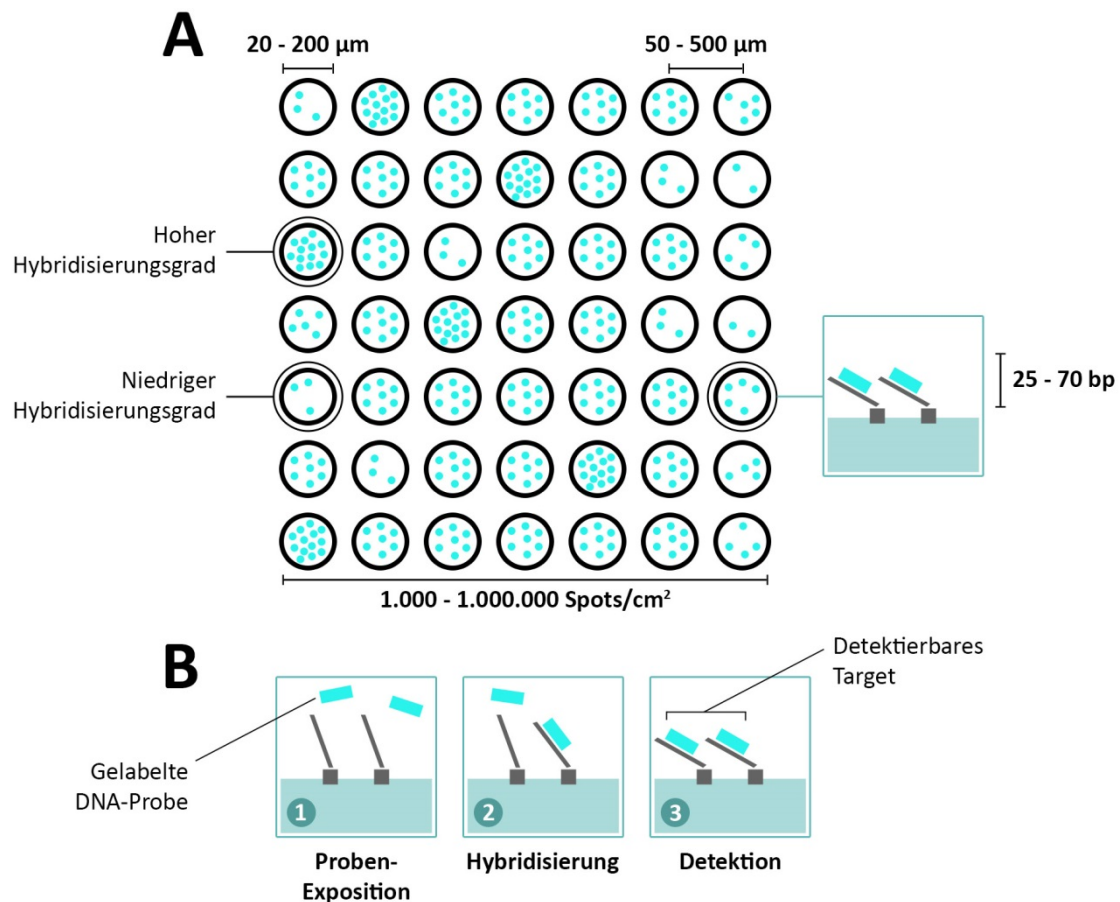 A
20 - 200 µm
50 - 500 µm
Hoher
Hybridisierungsgrad
Niedriger
Hybridisierungsgrad
25 - 70 bp
1.000 - 1.000.000 Spots/cm²
B
Detektierbares
Target
Gelabelte
DNA-Probe
1
2
3
Proben-
Exposition
Hybridisierung
Detektion